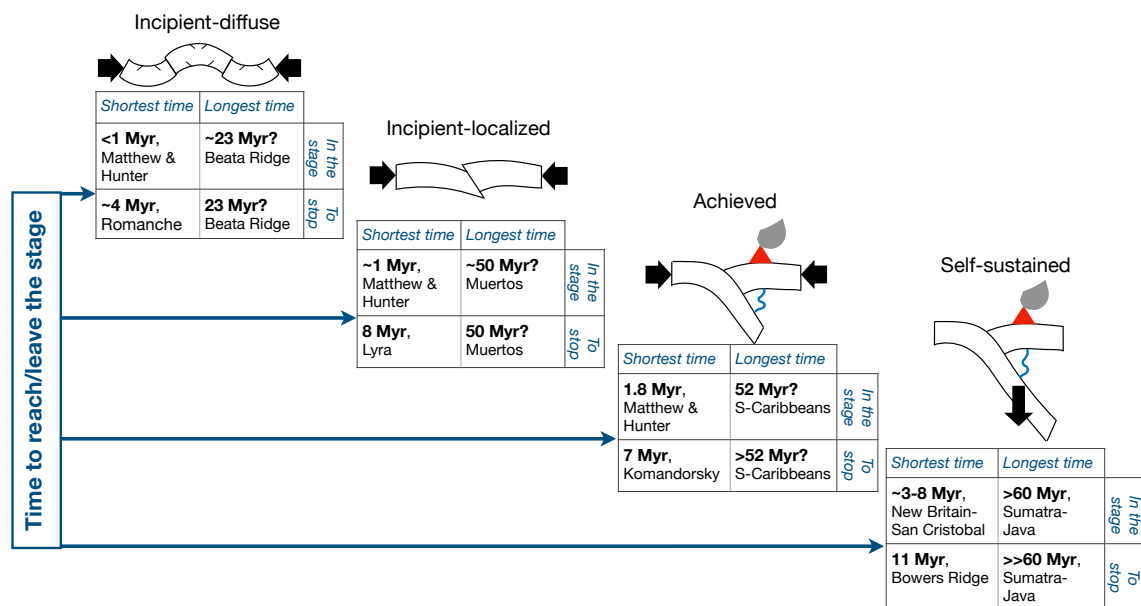 Incipient-diffuse
Shortest time
Longest time
<1 Myr,
Matthew &
Hunter
~23 Myr?
Beata Ridge
In the
stage
~4 Myr,
Romanche
23 Myr?
Beata Ridge
To
stop
Incipient-localized
Shortest time
Longest time
~1 Myr,
Matthew &
Hunter
~50 Myr?
Muertos
In the
stage
8 Myr,
Lyra
50 Myr?
Muertos
To
stop
Achieved
Shortest time
Longest time
1.8 Myr,
Matthew &
Hunter
52 Myr?
S-Caribbeans
In the
stage
7 Myr,
Komandorsky
>52 Myr?
S-Caribbeans
To
stop
Self-sustained
Shortest time
Longest time
~3-8 Myr,
New Britain-
San Cristobal
>60 Myr,
Sumatra-
Java
In the
stage
11 Myr,
Bowers Ridge
>>60 Myr,
Sumatra-
Java
To
stop
Time to reach/leave the stage